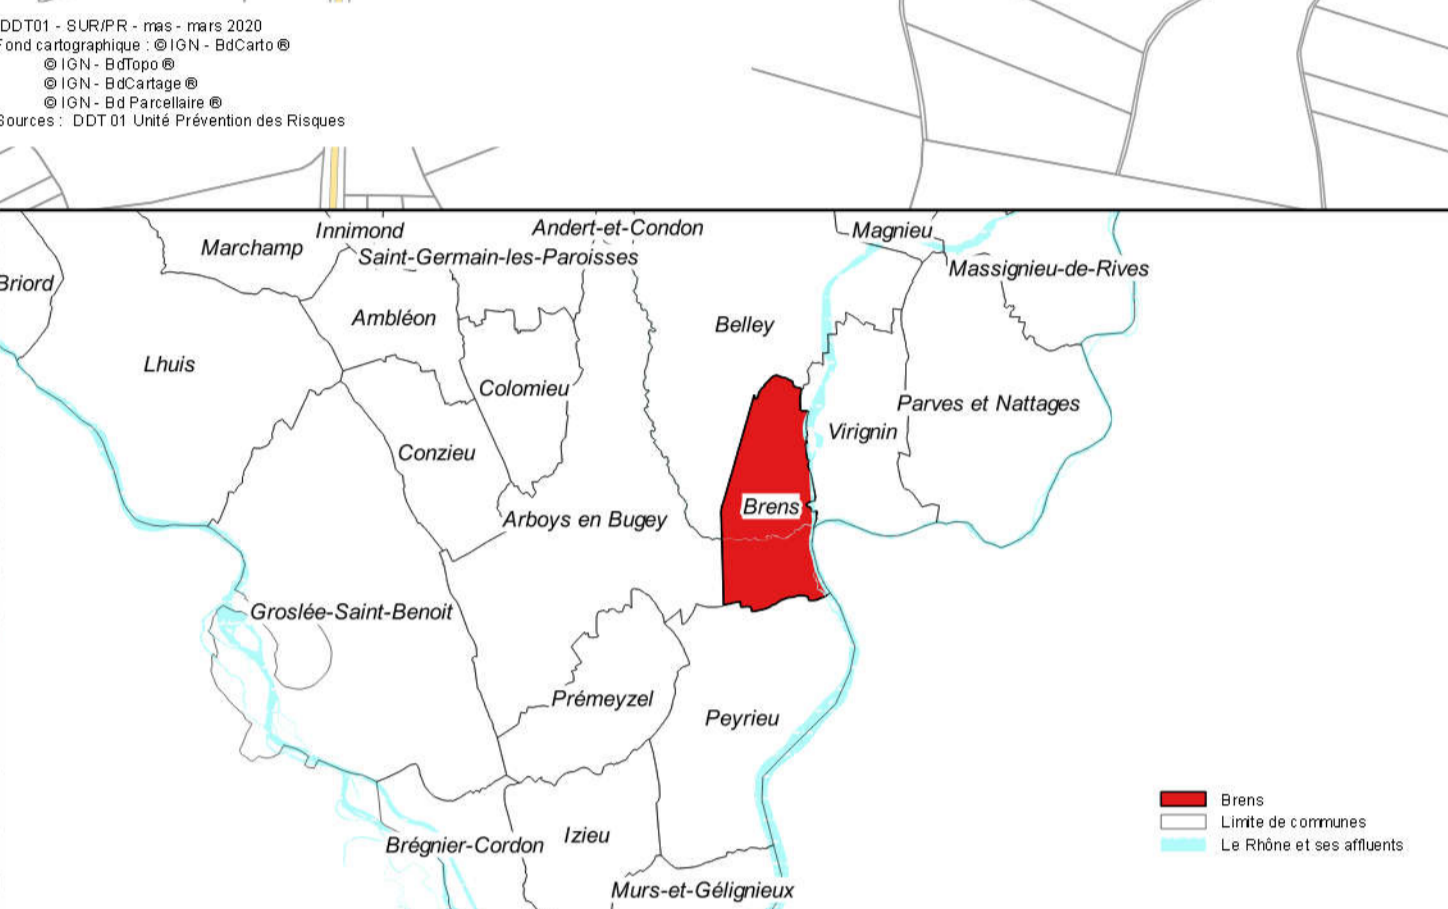 DDT01 - SUR/PR - mas - mars 2020
Fond cartographique : © IGN - BdCarto ®
© IGN - BdTopo ®
© IGN - BdCartage ®
© IGN - Bd Parcellaire ®
Sources : DDT 01 Unité Prévention des Risques
Innimond
Andert-et-Condon
Magnieu
Marchamp
Saint-Germain-les-Paroisses
Massignieu-de-Rives
Briord
Ambléon
Belley
Lhuis
Colomieu
Parves et Nattages
Virignin
Conzieu
Brens
Arboys en Bugey
Groslée-Saint-Benoit
Prémeyzel
Peyrieu
Brens
Limite de communes
Le Rhône et ses affluents
Izieu
Brégnier-Cordon
Murs-et-Gélignieux